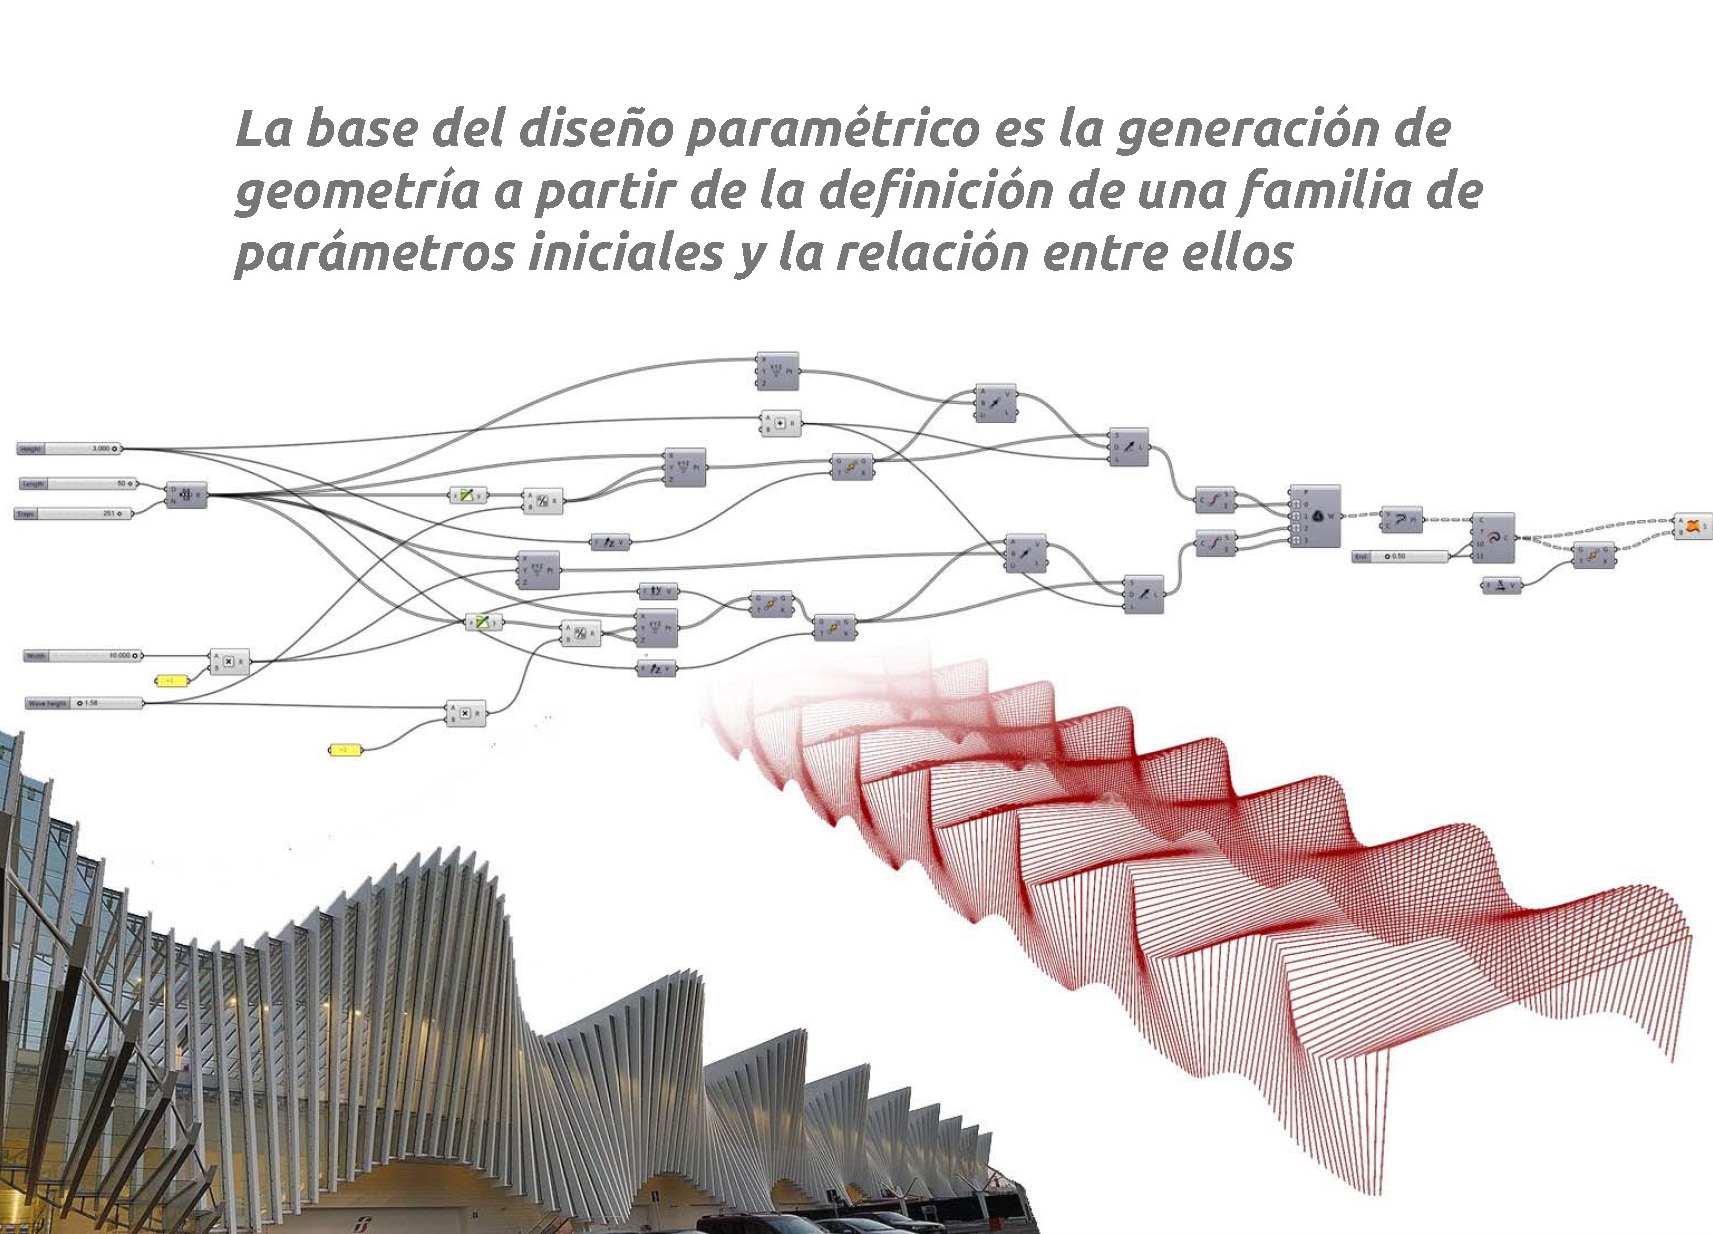 La base del diseño paramétrico es la generación de
geometría a partir de la definición de una familia de
parámetros iniciales y la relación entre ellos
X
Y Pt
Z
A
B R
Height 3.000
Length 50
Steps 251
Width 10.000
Wave height 1.58
End 0.50